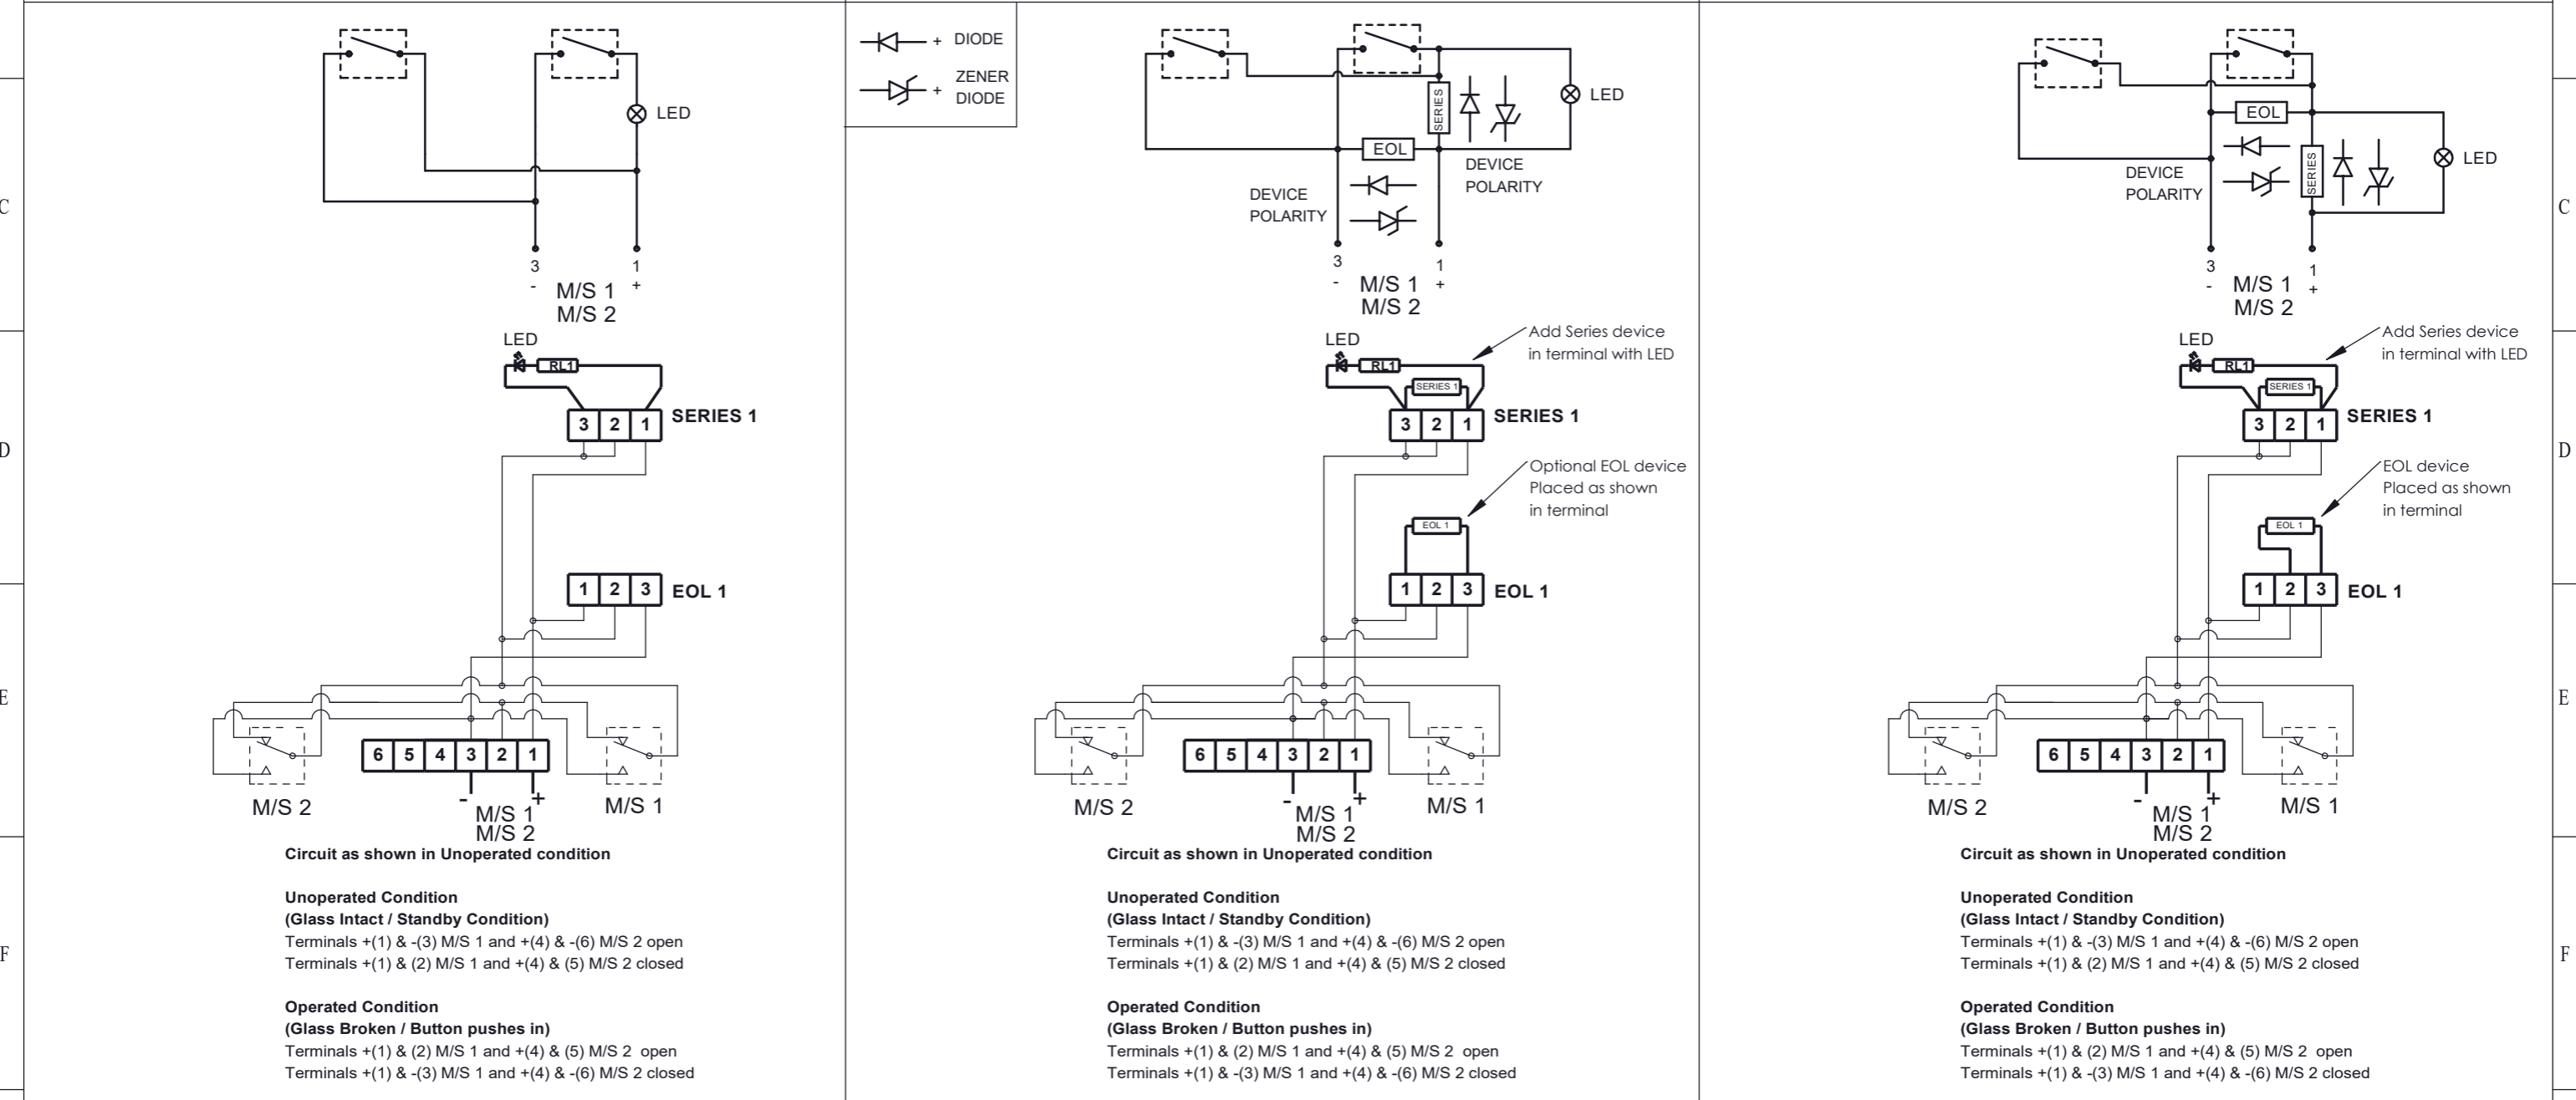 C
D
E
F
LED
3
1
-
+
M/S 1
M/S 2
LED
RL1
3 2 1
SERIES 1
1 2 3
EOL 1
6 5 4 3 2 1
-
+
M/S 2
M/S 1
M/S 2
M/S 1
Circuit as shown in Unoperated condition
Unoperated Condition
(Glass Intact / Standby Condition)
Terminals +(1) & -(3) M/S 1 and +(4) & -(6) M/S 2 open
Terminals +(1) & (2) M/S 1 and +(4) & (5) M/S 2 closed
Operated Condition
(Glass Broken / Button pushes in)
Terminals +(1) & (2) M/S 1 and +(4) & (5) M/S 2 open
Terminals +(1) & -(3) M/S 1 and +(4) & -(6) M/S 2 closed
+ DIODE
+ ZENER
DIODE
SERIES
LED
EOL
DEVICE
POLARITY
DEVICE
POLARITY
3
1
-
+
M/S 1
M/S 2
LED
RL1
SERIES 1
Add Series device
in terminal with LED
3 2 1
SERIES 1
Optional EOL device
Placed as shown
in terminal
EOL 1
1 2 3
EOL 1
6 5 4 3 2 1
-
+
M/S 2
M/S 1
M/S 2
M/S 1
Circuit as shown in Unoperated condition
Unoperated Condition
(Glass Intact / Standby Condition)
Terminals +(1) & -(3) M/S 1 and +(4) & -(6) M/S 2 open
Terminals +(1) & (2) M/S 1 and +(4) & (5) M/S 2 closed
Operated Condition
(Glass Broken / Button pushes in)
Terminals +(1) & (2) M/S 1 and +(4) & (5) M/S 2 open
Terminals +(1) & -(3) M/S 1 and +(4) & -(6) M/S 2 closed
EOL
SERIES
LED
DEVICE
POLARITY
3
1
-
+
M/S 1
M/S 2
LED
RL1
SERIES 1
Add Series device
in terminal with LED
3 2 1
SERIES 1
EOL device
Placed as shown
in terminal
EOL 1
1 2 3
EOL 1
6 5 4 3 2 1
-
+
M/S 2
M/S 1
M/S 2
M/S 1
Circuit as shown in Unoperated condition
Unoperated Condition
(Glass Intact / Standby Condition)
Terminals +(1) & -(3) M/S 1 and +(4) & -(6) M/S 2 open
Terminals +(1) & (2) M/S 1 and +(4) & (5) M/S 2 closed
Operated Condition
(Glass Broken / Button pushes in)
Terminals +(1) & (2) M/S 1 and +(4) & (5) M/S 2 open
Terminals +(1) & -(3) M/S 1 and +(4) & -(6) M/S 2 closed
C
D
E
F